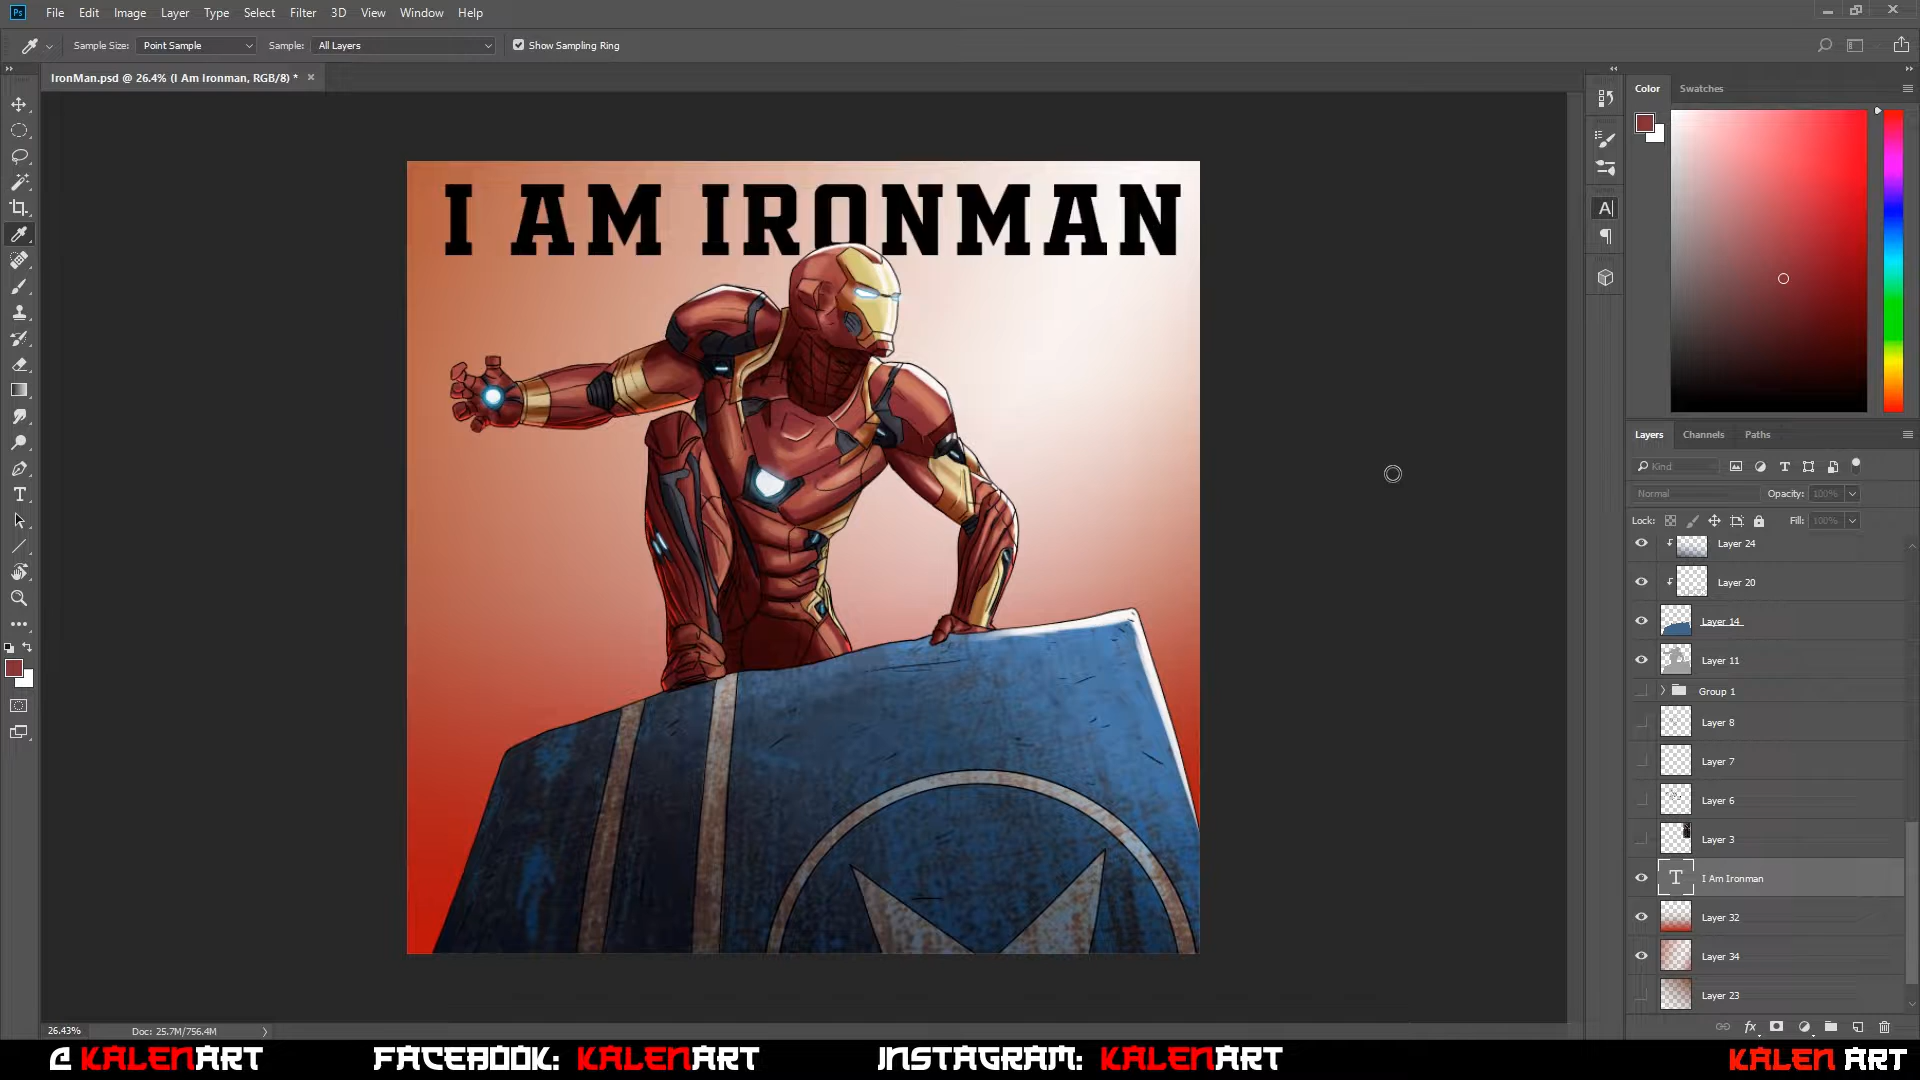 Ps File Edit Image Layer Type Select Filter 3D View Window Help
Sample Size: Point Sample Sample: All Layers Show Sampling Ring
IronMan.psd @ 26.4% (I Am Ironman, RGB/8) * ×
I AM IRONMAN
Color Swatches
Layers Channels Paths
Kind
Normal Opacity: 100%
Lock: Fill: 100%
Layer 24
Layer 20
Layer 14
Layer 11
Group 1
Layer 8
Layer 7
Layer 6
Layer 3
T I Am Ironman
Layer 32
Layer 34
Layer 23
fx
26.43% Doc: 25.7M/756.4M
@ KALENART FACEBOOK: KALENART INSTAGRAM: KALENART KALEN ART